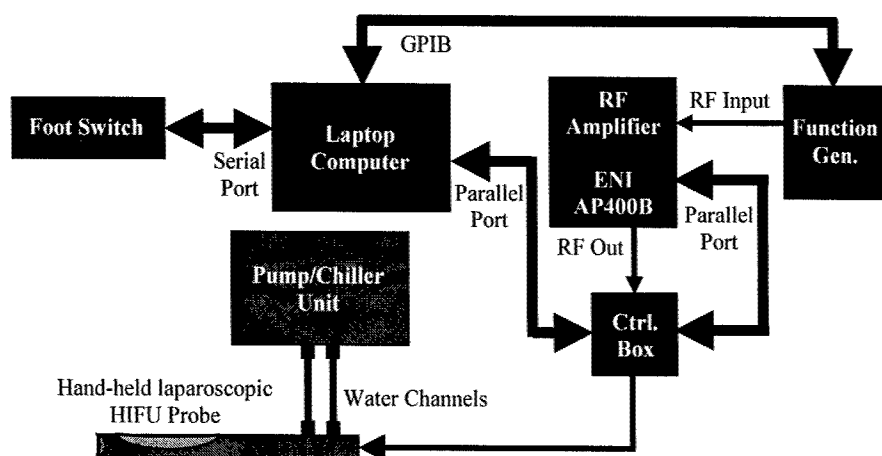 GPIB
Foot Switch
Serial
Port
Laptop
Computer
Parallel
Port
RF
Amplifier
ENI
AP400B
RF Input
Function
Gen.
Parallel
Port
RF Out
Pump/Chiller
Unit
Ctrl.
Box
Hand-held laparoscopic
HIFU Probe
Water Channels